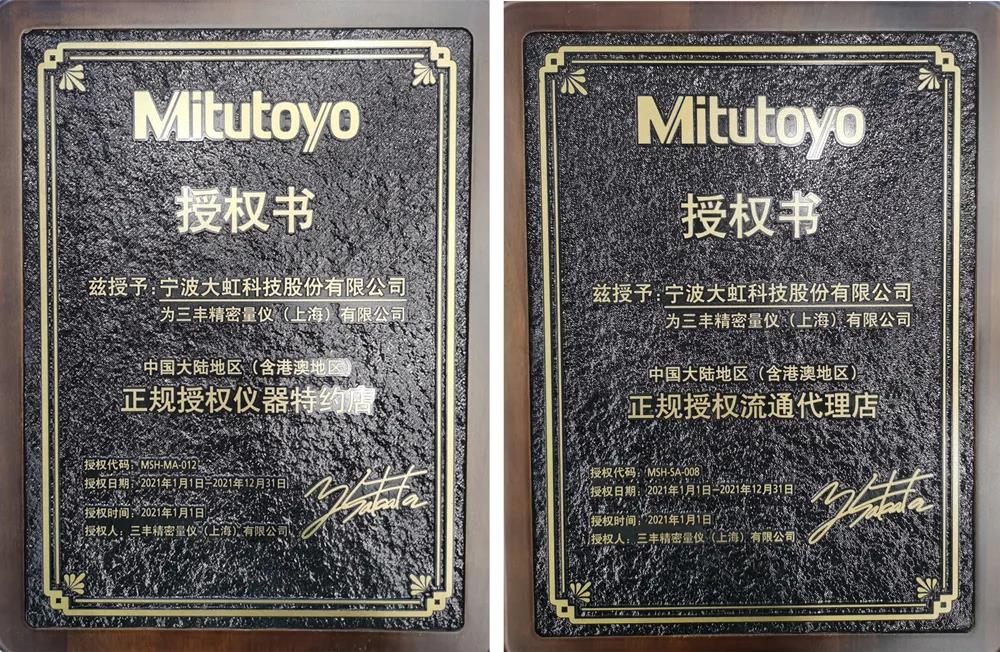 Mitutoyo
授权书
兹授予:宁波大虹科技股份有限公司
为三丰精密量仪（上海）有限公司
中国大陆地区（含港澳地区）
正规授权仪器特约店
授权代码：MSH-MA-012
授权日期：2021年1月1日-2021年12月31日
授权时间：2021年1月1日
授权人：三丰精密量仪（上海）有限公司
Mitutoyo
授权书
兹授予:宁波大虹科技股份有限公司
为三丰精密量仪（上海）有限公司
中国大陆地区（含港澳地区）
正规授权流通代理店
授权代码：MSH-SA-008
授权日期：2021年1月1日-2021年12月31日
授权时间：2021年1月1日
授权人：三丰精密量仪（上海）有限公司